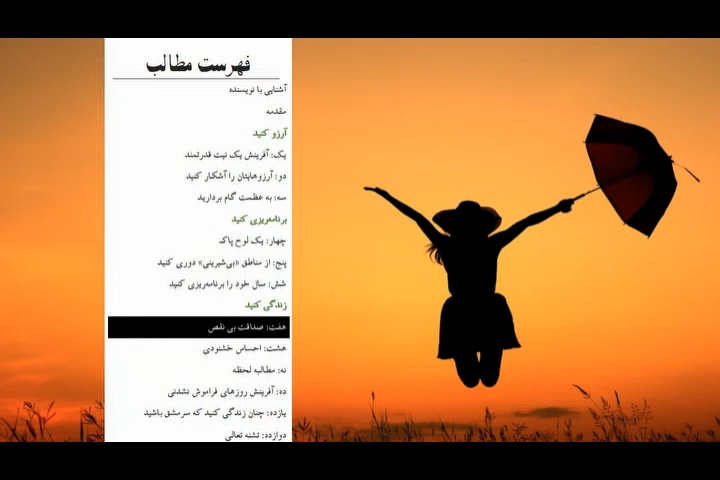 فهرست مطالب
آشنایی با نویسنده
مقدمه
آرزو کنید
یک: آفرینش یک نیت قدرتمند
دو: آرزوهایتان را آشکار کنید
سه: به عظمت گام بردارید
برنامه‌ریزی کنید
چهار: یک لوح پاک
پنج: از مناطق «بی‌شیرینی» دوری کنید
شش: سال خود را برنامه‌ریزی کنید
زندگی کنید
هفت: صداقت بی نقص
هشت: احساس خشنودی
نه: مطالبه لحظه
ده: آفرینش روزهای فراموش نشدنی
یازده: چنان زندگی کنید که سرمشق باشید
دوازده: تشنه تعالی